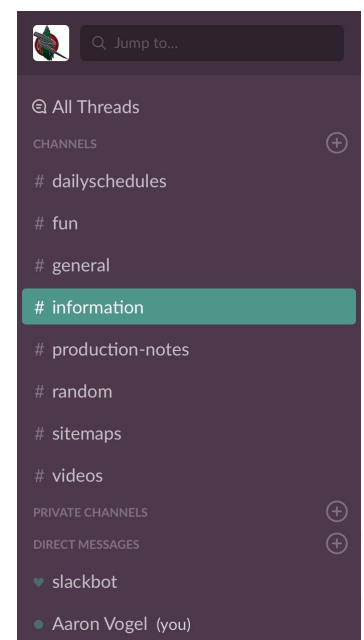 Jump to...
All Threads
CHANNELS
# dailyschedules
# fun
# general
# information
# production-notes
# random
# sitemaps
# videos
PRIVATE CHANNELS
DIRECT MESSAGES
slackbot
Aaron Vogel (you)